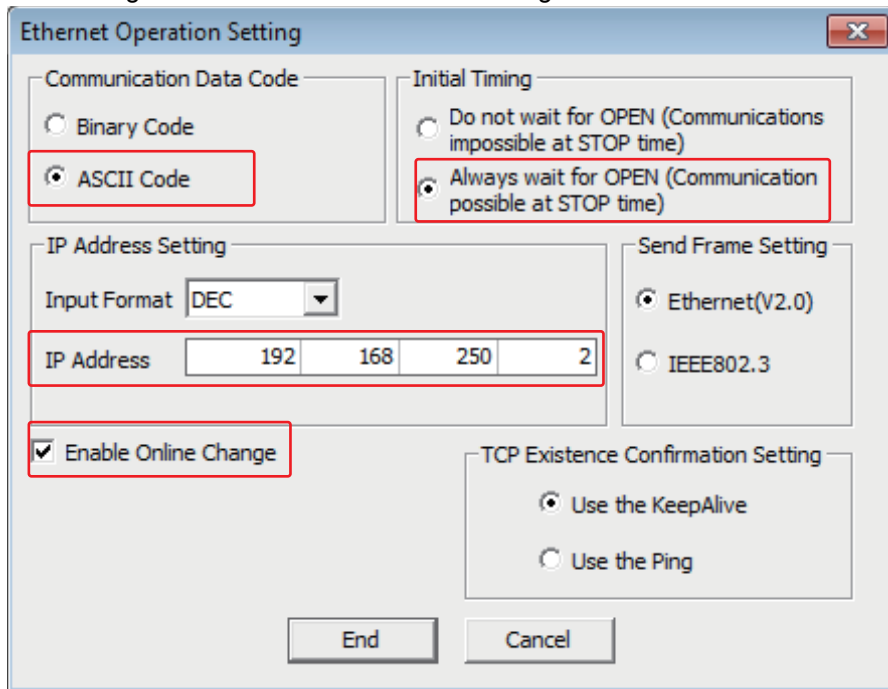 Ethernet Operation Setting
Communication Data Code
Binary Code
ASCII Code
Initial Timing
Do not wait for OPEN (Communications
impossible at STOP time)
Always wait for OPEN (Communication
possible at STOP time)
IP Address Setting
Input Format DEC
IP Address 192 168 250 2
Send Frame Setting
Ethernet(V2.0)
IEEE802.3
Enable Online Change
TCP Existence Confirmation Setting
Use the KeepAlive
Use the Ping
End Cancel